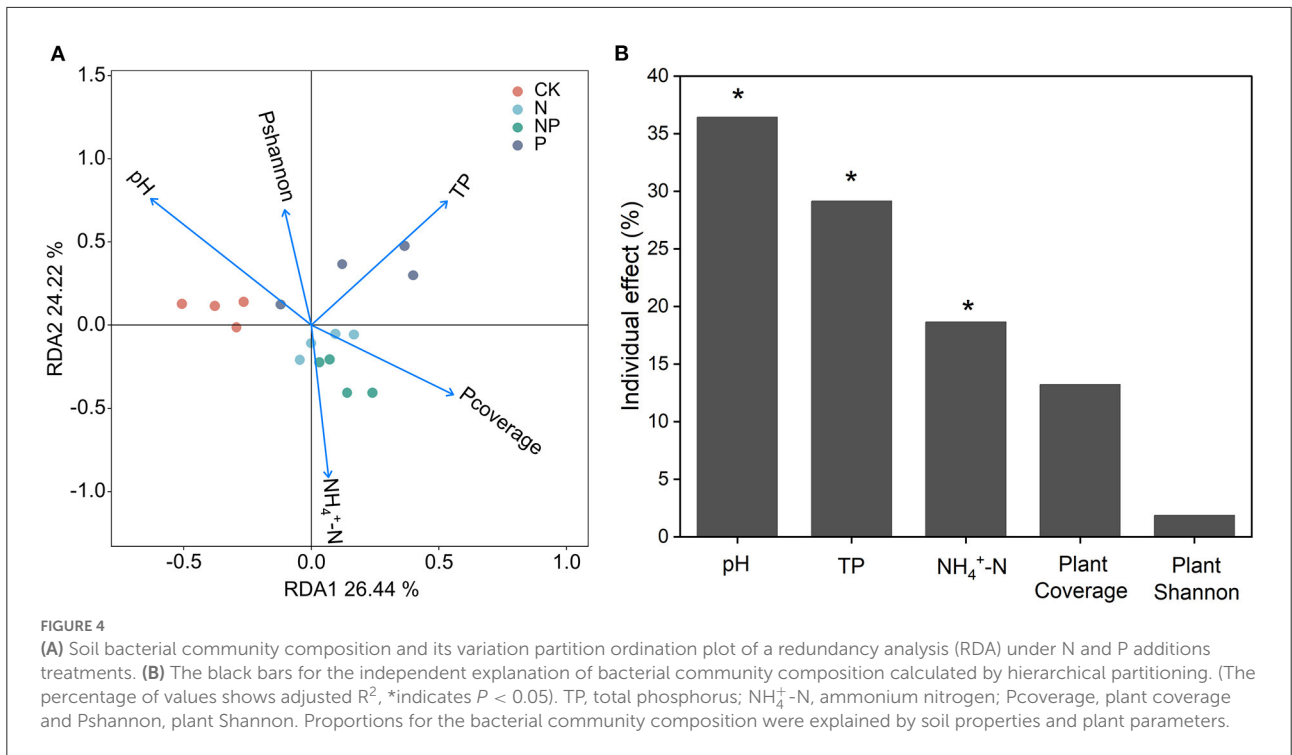 A
1.5
1.0
0.5
0.0
-0.5
-1.0
RDA2 24.22 %
CK
N
NP
P
pH
Pshannon
TP
Pcoverage
NH₄⁺-N
-0.5 0.0 0.5 1.0
RDA1 26.44 %
B
40
35
30
25
20
15
10
5
0
Individual effect (%)
*
*
*
pH TP NH₄⁺-N Plant Coverage Plant Shannon
FIGURE 4
(A) Soil bacterial community composition and its variation partition ordination plot of a redundancy analysis (RDA) under N and P additions
treatments. (B) The black bars for the independent explanation of bacterial community composition calculated by hierarchical partitioning. (The
percentage of values shows adjusted R², *indicates P < 0.05). TP, total phosphorus; NH₄⁺-N, ammonium nitrogen; Pcoverage, plant coverage
and Pshannon, plant Shannon. Proportions for the bacterial community composition were explained by soil properties and plant parameters.